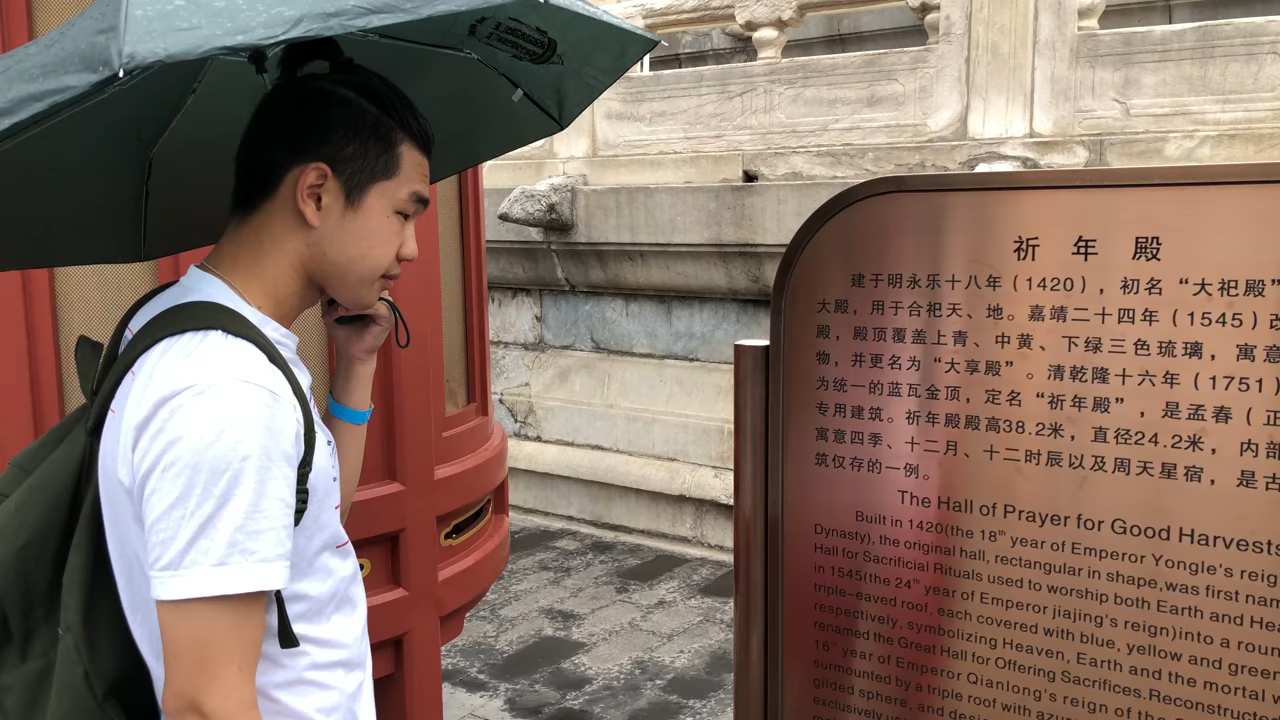 祈年殿
建于明永乐十八年（1420），初名“大祀殿”
大殿，用于合祀天、地。嘉靖二十四年（1545）改
殿，殿顶覆盖上青、中黄、下绿三色琉璃，寓意
物，并更名为“大享殿”。清乾隆十六年（1751）
为统一的蓝瓦金顶，定名“祈年殿”，是孟春（正
专用建筑。祈年殿殿高38.2米，直径24.2米，内部
寓意四季、十二月、十二时辰以及周天星宿，是古
筑仅存的一例。
The Hall of Prayer for Good Harvests
Built in 1420(the 18th year of Emperor Yongle's reig
Dynasty), the original hall, rectangular in shape,was first nam
Hall for Sacrificial Rituals used to worship both Earth and Hea
in 1545(the 24th year of Emperor jiajing's reign)into a roun
triple-eaved roof, each covered with blue, yellow and green
respectively, symbolizing Heaven, Earth and the mortal w
renamed the Great Hall for Offering Sacrifices.Reconstructe
16th year of Emperor Qianlong's reign of the
surmounted by a triple roof with azur
gilded sphere, and desig
exclusively